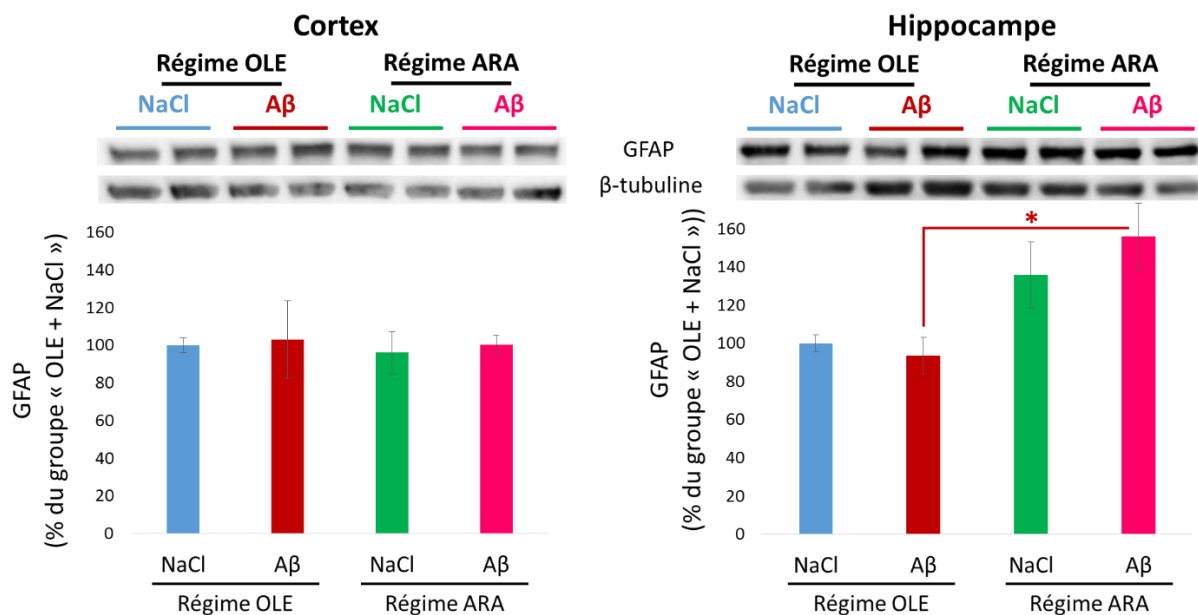 Cortex
Régime OLE Régime ARA
NaCl Aβ NaCl Aβ
Hippocampe
Régime OLE Régime ARA
NaCl Aβ NaCl Aβ
GFAP
β-tubuline
GFAP
(% du groupe « OLE + NaCl »)
160
140
120
100
80
60
40
20
0
NaCl Aβ NaCl Aβ
Régime OLE Régime ARA
GFAP
(% du groupe « OLE + NaCl »))
160
140
120
100
80
60
40
20
0
*
NaCl Aβ NaCl Aβ
Régime OLE Régime ARA